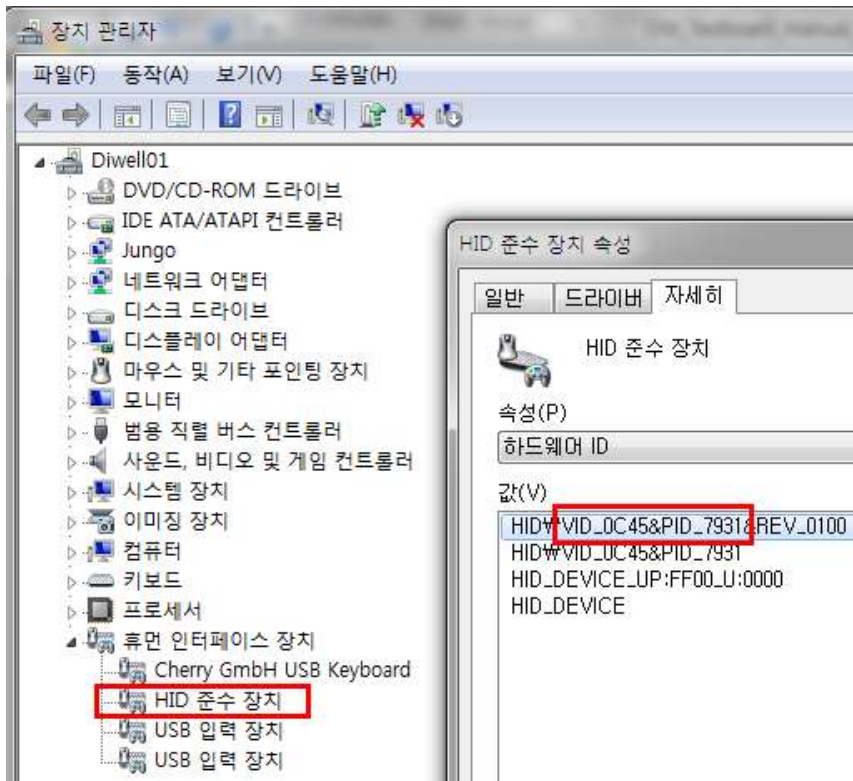 장치 관리자
파일(F) 동작(A) 보기(V) 도움말(H)
Diwell01
DVD/CD-ROM 드라이브
IDE ATA/ATAPI 컨트롤러
Jungo
네트워크 어댑터
디스크 드라이브
디스플레이 어댑터
마우스 및 기타 포인팅 장치
모니터
범용 직렬 버스 컨트롤러
사운드, 비디오 및 게임 컨트롤러
시스템 장치
이미징 장치
컴퓨터
키보드
프로세서
휴먼 인터페이스 장치
Cherry GmbH USB Keyboard
HID 준수 장치
USB 입력 장치
USB 입력 장치
HID 준수 장치 속성
일반 드라이버 자세히
HID 준수 장치
속성(P)
하드웨어 ID
값(V)
HID₩VID_0C45&PID_7931&REV_0100
HID₩VID_0C45&PID_7931
HID_DEVICE_UP:FF00_U:0000
HID_DEVICE